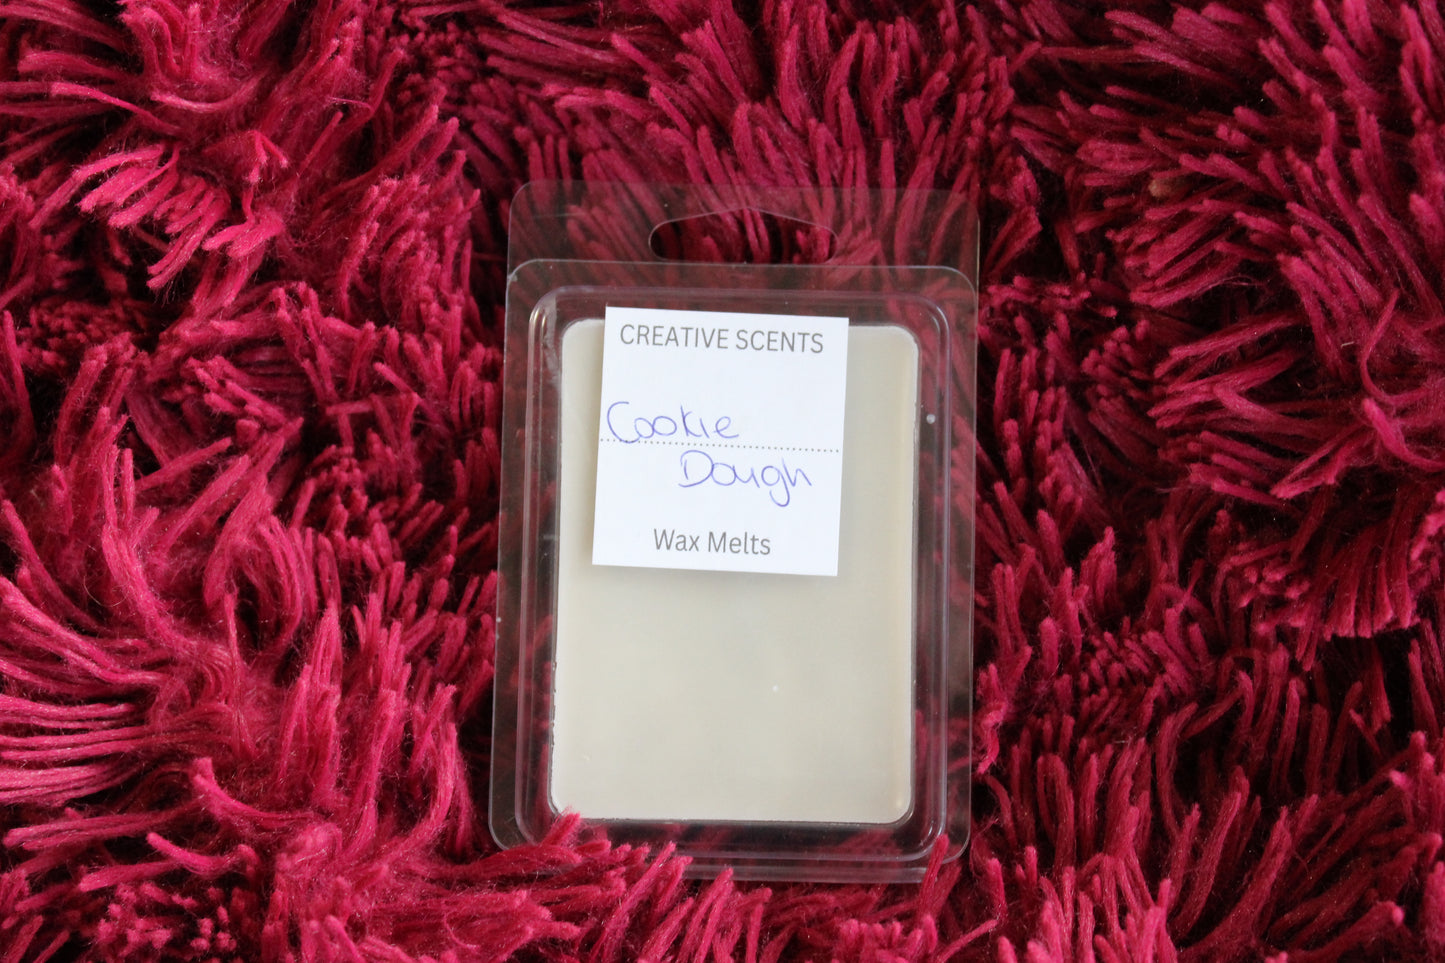 CREATIVE SCENTS
Cookie
Dough
Wax Melts